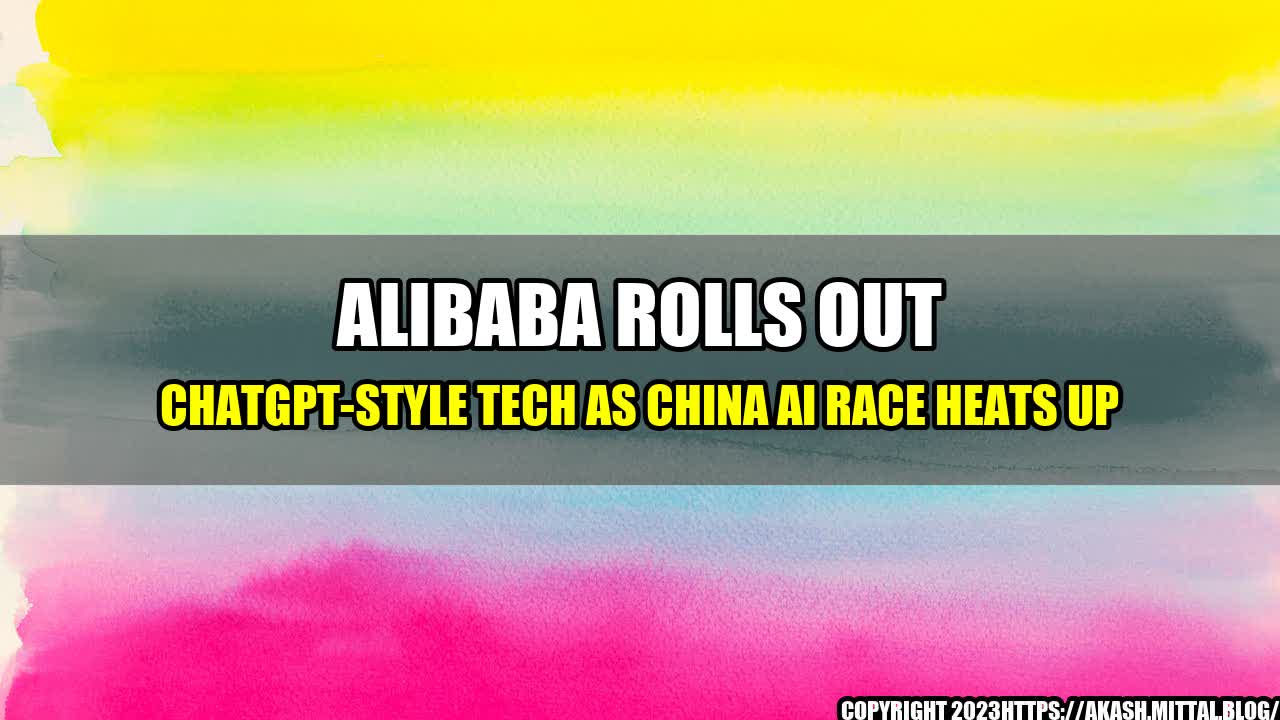 ALIBABA ROLLS OUT
CHATGPT-STYLE TECH AS CHINA AI RACE HEATS UP
COPYRIGHT 2023HTTPS://AKASH.MITTAL.BLOG/